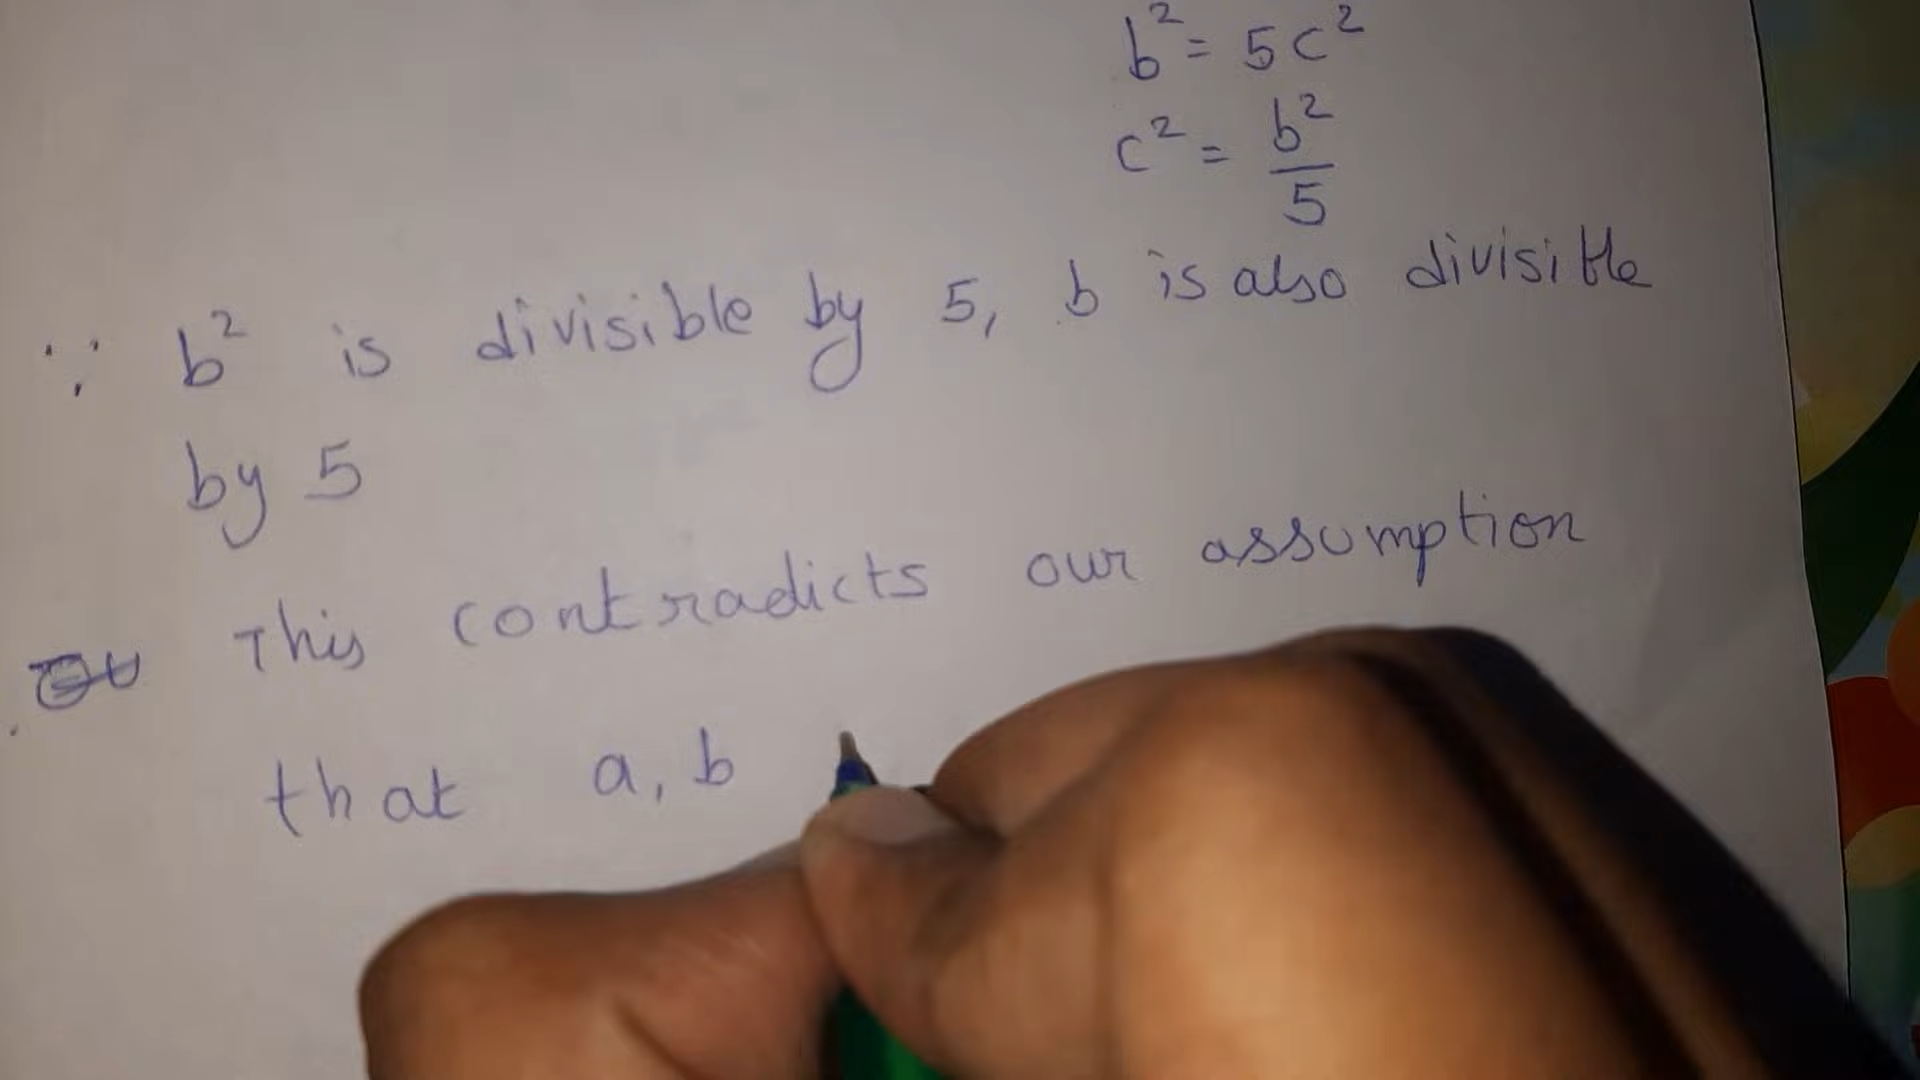 b² = 5c²
c² = b²/5
∵ b² is divisible by 5, b is also divisible
by 5
This contradicts our assumption
that a, b